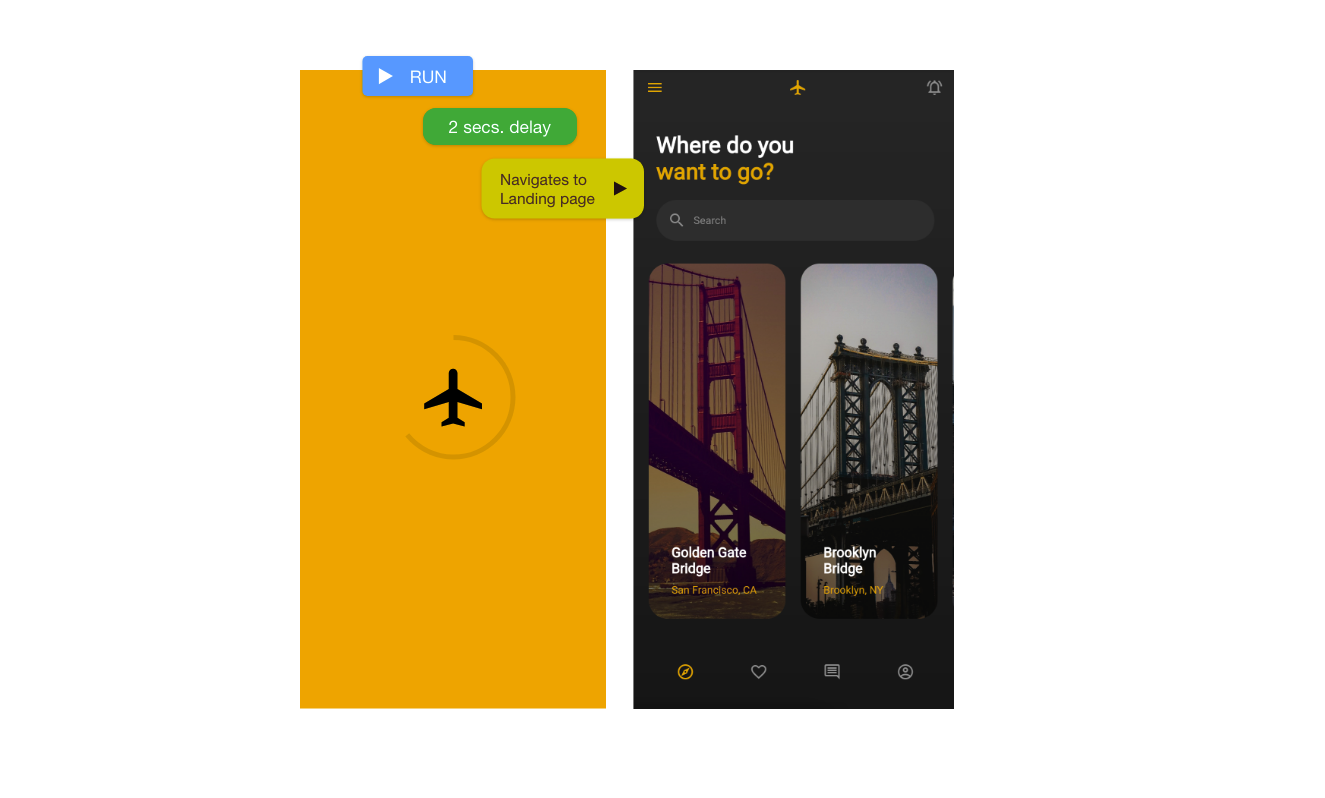 RUN
2 secs. delay
Navigates to
Landing page
Where do you
want to go?
Search
Golden Gate
Bridge
San Francisco, CA
Brooklyn
Bridge
Brooklyn, NY